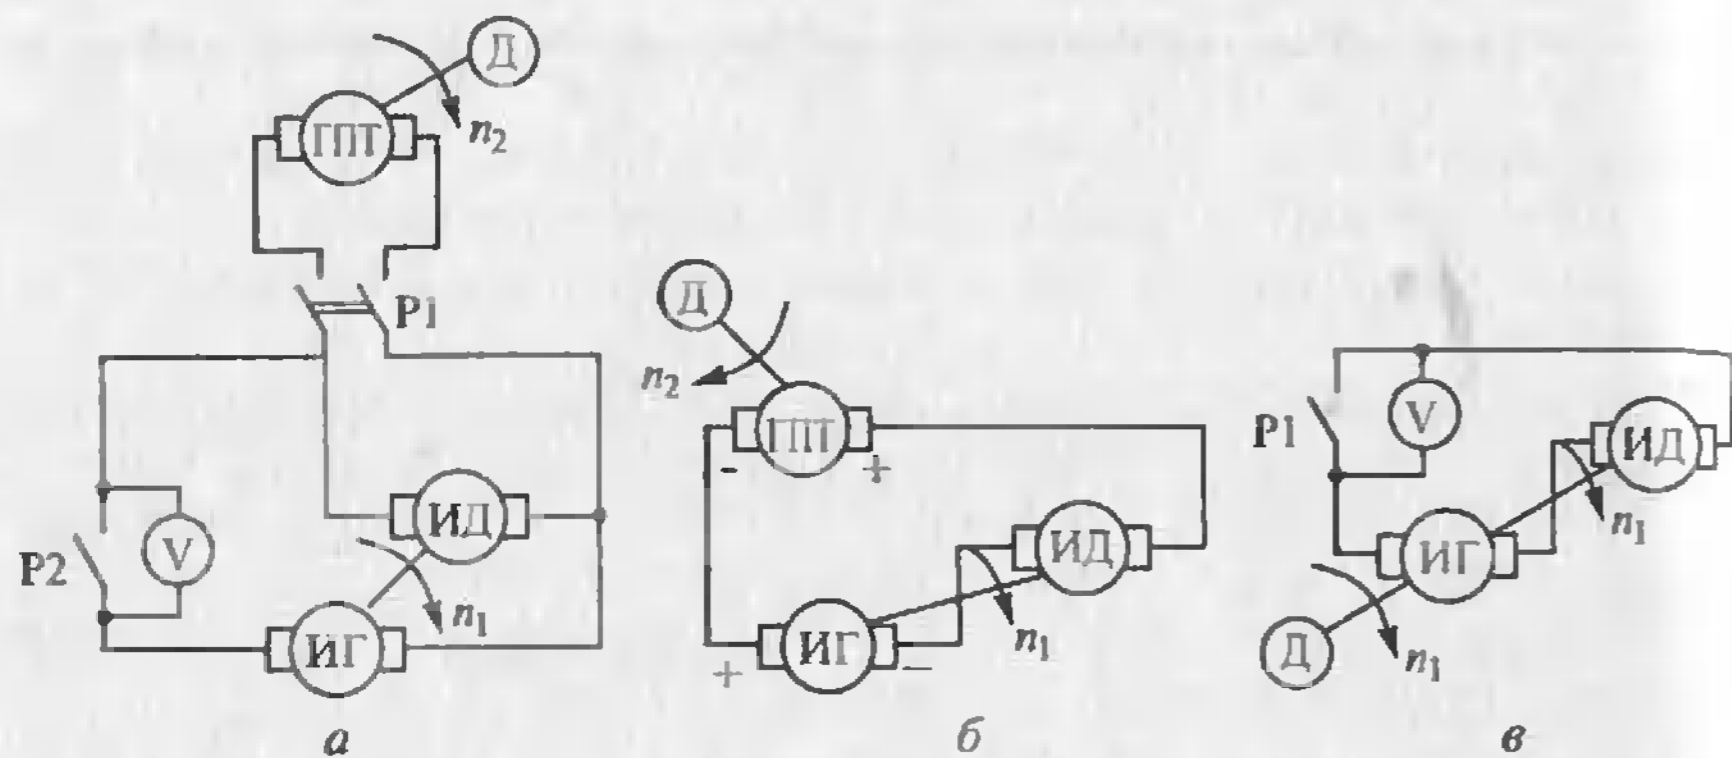 Д
ГПТ
n₂
P1
ИД
P2
V
n₁
ИГ
а
Д
n₂
ГПТ
- +
ИД
n₁
ИГ
+ −
б
P1
V
ИД
n₁
ИГ
Д
n₁
в